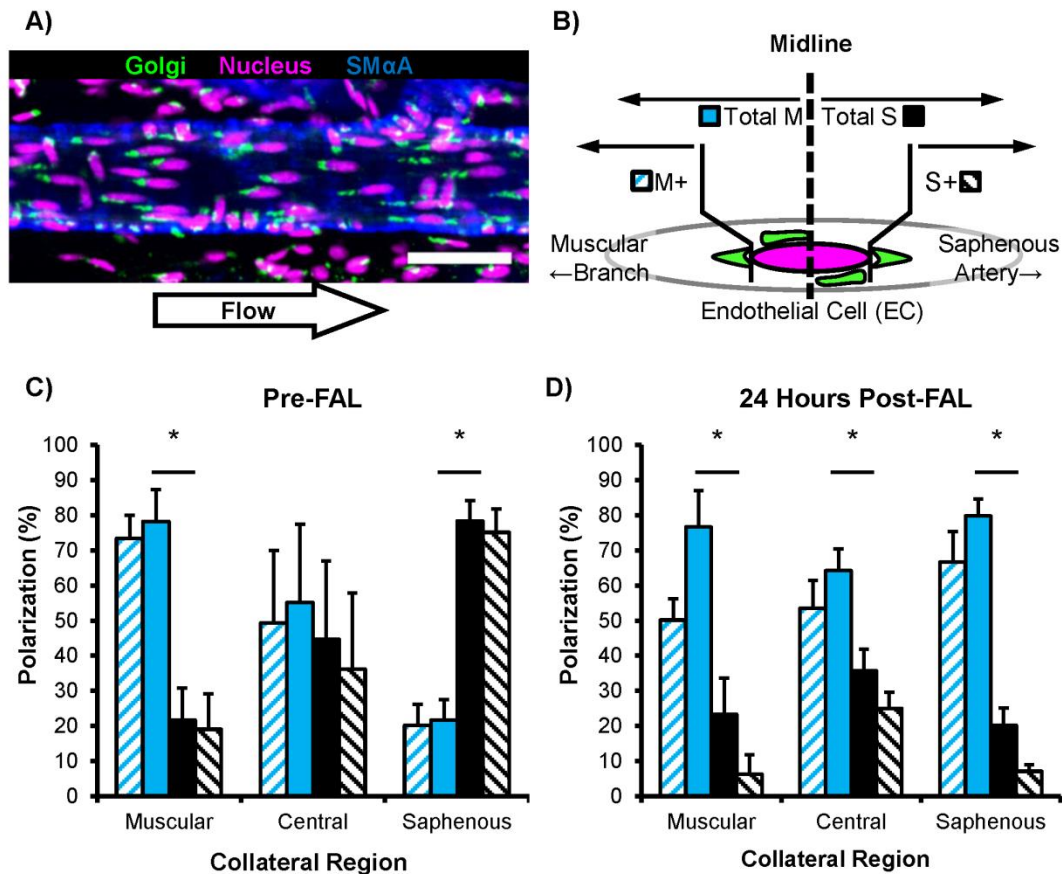 A)
Golgi Nucleus SMαA
Flow
B)
Midline
Total M Total S
M+ S+
Muscular Saphenous
←Branch Artery→
Endothelial Cell (EC)
C)
Pre-FAL
* *
Polarization (%)
100
90
80
70
60
50
40
30
20
10
0
Muscular Central Saphenous
Collateral Region
D)
24 Hours Post-FAL
* * *
Polarization (%)
100
90
80
70
60
50
40
30
20
10
0
Muscular Central Saphenous
Collateral Region